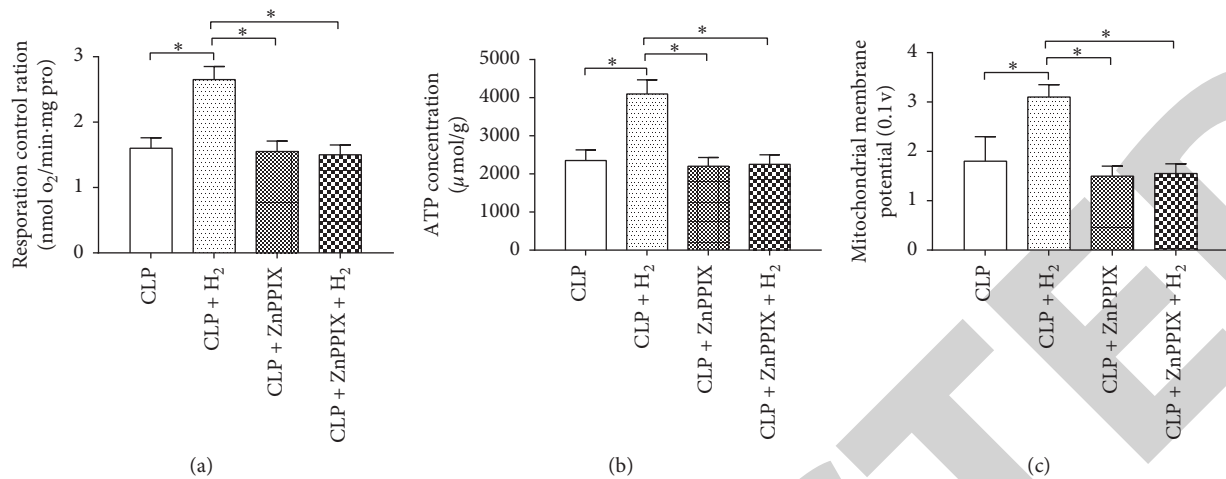 Resporation control ration
(nmol o₂/min·mg pro)
3
2
1
0
*
*
*
CLP
CLP + H₂
CLP + ZnPPIX
CLP + ZnPPIX + H₂
(a)
ATP concentration
(μmol/g)
5000
4000
3000
2000
1000
0
*
*
*
CLP
CLP + H₂
CLP + ZnPPIX
CLP + ZnPPIX + H₂
(b)
Mitochondrial membrane
potential (0.1 v)
4
3
2
1
0
*
*
*
CLP
CLP + H₂
CLP + ZnPPIX
CLP + ZnPPIX + H₂
(c)